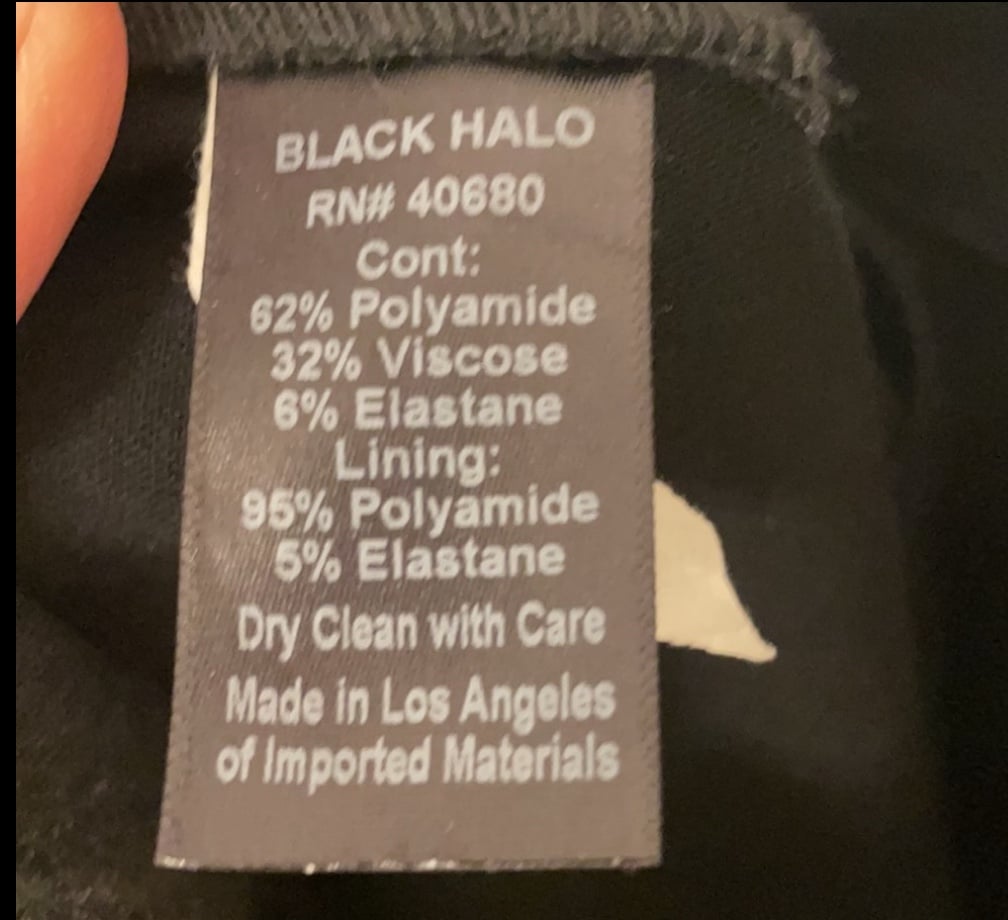 BLACK HALO
RN# 40680
Cont:
62% Polyamide
32% Viscose
6% Elastane
Lining:
95% Polyamide
5% Elastane
Dry Clean with Care
Made in Los Angeles
of Imported Materials